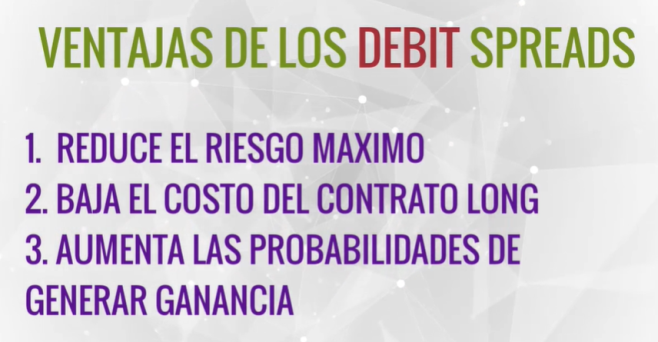 VENTAJAS DE LOS DEBIT SPREADS
1. REDUCE EL RIESGO MAXIMO
2. BAJA EL COSTO DEL CONTRATO LONG
3. AUMENTA LAS PROBABILIDADES DE
GENERAR GANANCIA